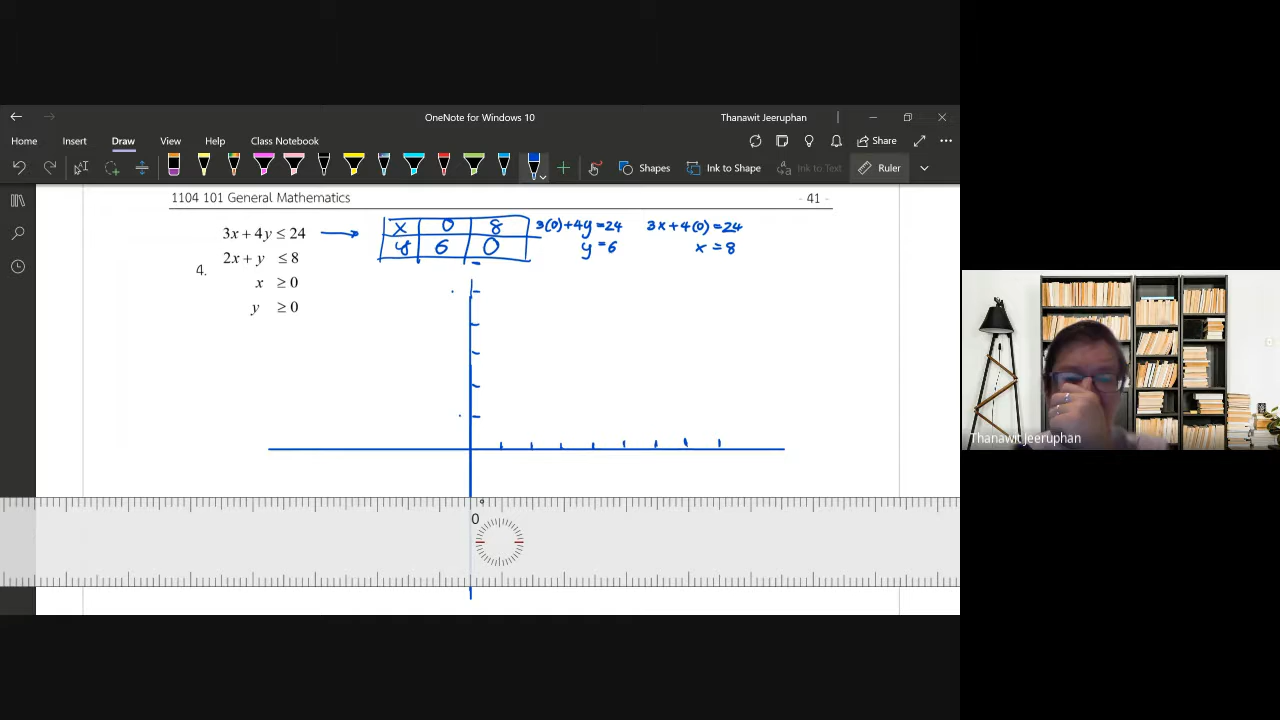 OneNote for Windows 10
Thanawit Jeeruphan
Home Insert Draw View Help Class Notebook
Share
Shapes Ink to Shape Ink to Text Ruler
1104 101 General Mathematics - 41 -
3x + 4y ≤ 24
2x + y ≤ 8
4.
x ≥ 0
y ≥ 0
x 0 8
y 6 0
3(0)+4y = 24
y = 6
3x + 4(0) = 24
x = 8
0
°
Thanawit Jeeruphan